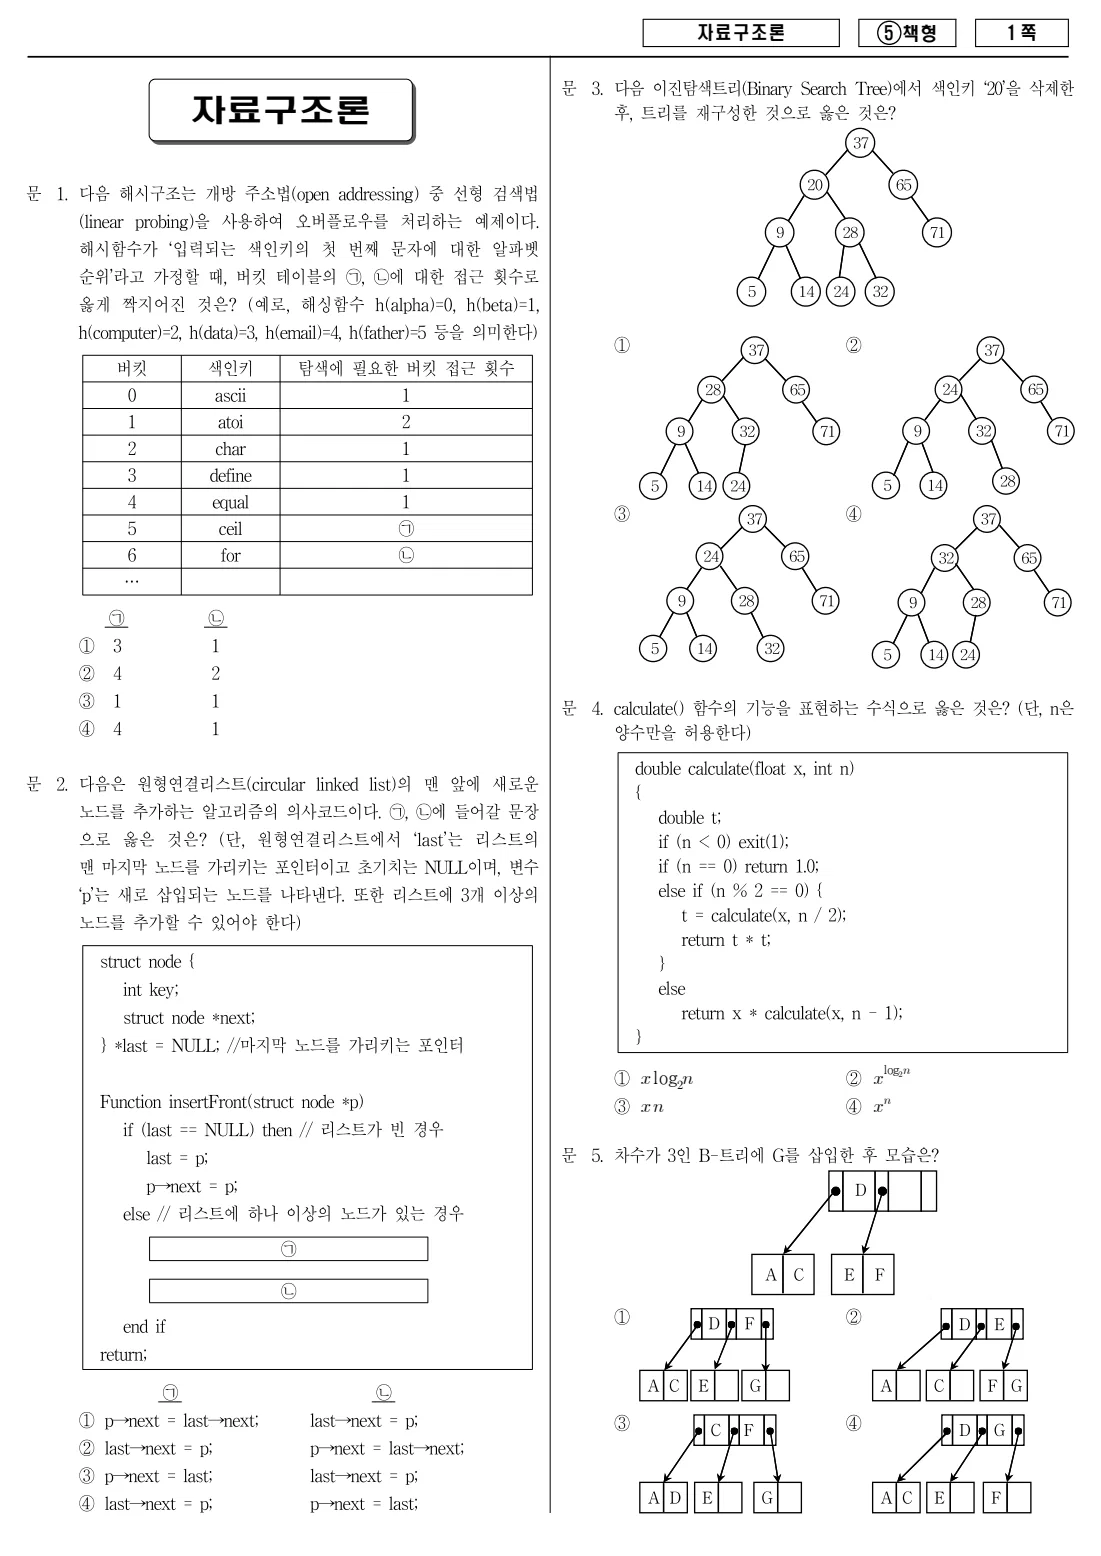 자료구조론
⑤책형
1쪽
자료구조론
문 1. 다음 해시구조는 개방 주소법(open addressing) 중 선형 검색법
(linear probing)을 사용하여 오버플로우를 처리하는 예제이다.
해시함수가 ‘입력되는 색인키의 첫 번째 문자에 대한 알파벳
순위’라고 가정할 때, 버킷 테이블의 ㉠, ㉡에 대한 접근 횟수로
옳게 짝지어진 것은? (예로, 해싱함수 h(alpha)=0, h(beta)=1,
h(computer)=2, h(data)=3, h(email)=4, h(father)=5 등을 의미한다)
버킷 색인키 탐색에 필요한 버킷 접근 횟수
0 ascii 1
1 atoi 2
2 char 1
3 define 1
4 equal 1
5 ceil ㉠
6 for ㉡
…
㉠ ㉡
① 3 1
② 4 2
③ 1 1
④ 4 1
문 2. 다음은 원형연결리스트(circular linked list)의 맨 앞에 새로운
노드를 추가하는 알고리즘의 의사코드이다. ㉠, ㉡에 들어갈 문장
으로 옳은 것은? (단, 원형연결리스트에서 ‘last’는 리스트의
맨 마지막 노드를 가리키는 포인터이고 초기치는 NULL이며, 변수
‘p’는 새로 삽입되는 노드를 나타낸다. 또한 리스트에 3개 이상의
노드를 추가할 수 있어야 한다)
struct node {
int key;
struct node *next;
} *last = NULL; //마지막 노드를 가리키는 포인터
Function insertFront(struct node *p)
if (last == NULL) then // 리스트가 빈 경우
last = p;
p→next = p;
else // 리스트에 하나 이상의 노드가 있는 경우
㉠
㉡
end if
return;
㉠ ㉡
① p→next = last→next; last→next = p;
② last→next = p; p→next = last→next;
③ p→next = last; last→next = p;
④ last→next = p; p→next = last;
문 3. 다음 이진탐색트리(Binary Search Tree)에서 색인키 ‘20’을 삭제한
후, 트리를 재구성한 것으로 옳은 것은?
37
20 65
9 28 71
5 14 24 32
① ②
37 37
28 65 24 65
9 32 71 9 32 71
5 14 24 5 14 28
③ ④
37 37
24 65 32 65
9 28 71 9 28 71
5 14 32 5 14 24
문 4. calculate() 함수의 기능을 표현하는 수식으로 옳은 것은? (단, n은
양수만을 허용한다)
double calculate(float x, int n)
{
double t;
if (n < 0) exit(1);
if (n == 0) return 1.0;
else if (n % 2 == 0) {
t = calculate(x, n / 2);
return t * t;
}
else
return x * calculate(x, n - 1);
}
① x log₂n ② x^log₂n
③ xn ④ xⁿ
문 5. 차수가 3인 B-트리에 G를 삽입한 후 모습은?
D
A C E F
① D F ② D E
A C E G A C F G
③ C F ④ D G
A D E G A C E F